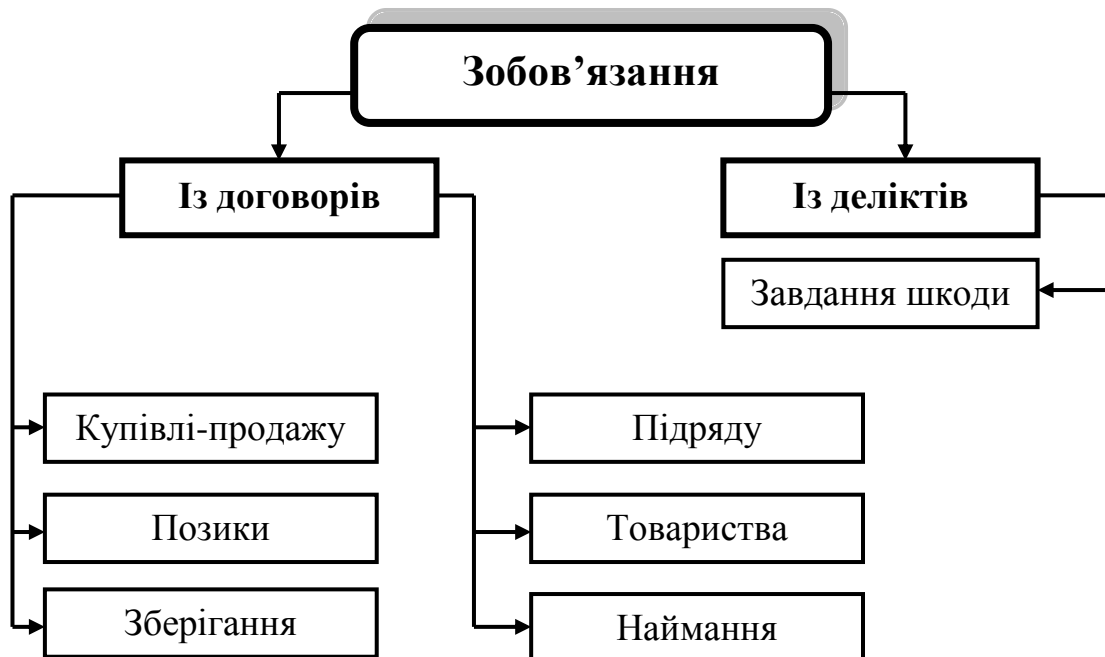 Зобов’язання
Із договорів
Із деліктів
Завдання шкоди
Купівлі-продажу
Підряду
Позики
Товариства
Зберігання
Наймання